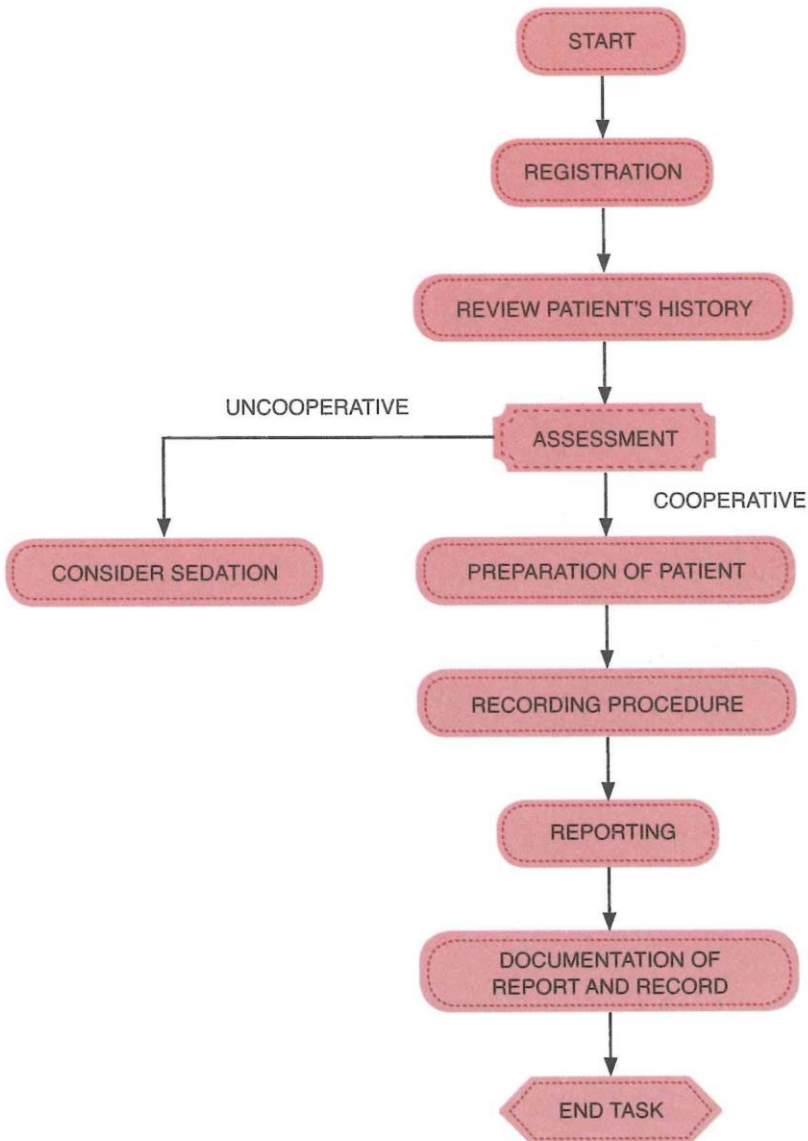 START
REGISTRATION
REVIEW PATIENT'S HISTORY
UNCOOPERATIVE
ASSESSMENT
COOPERATIVE
CONSIDER SEDATION
PREPARATION OF PATIENT
RECORDING PROCEDURE
REPORTING
DOCUMENTATION OF
REPORT AND RECORD
END TASK